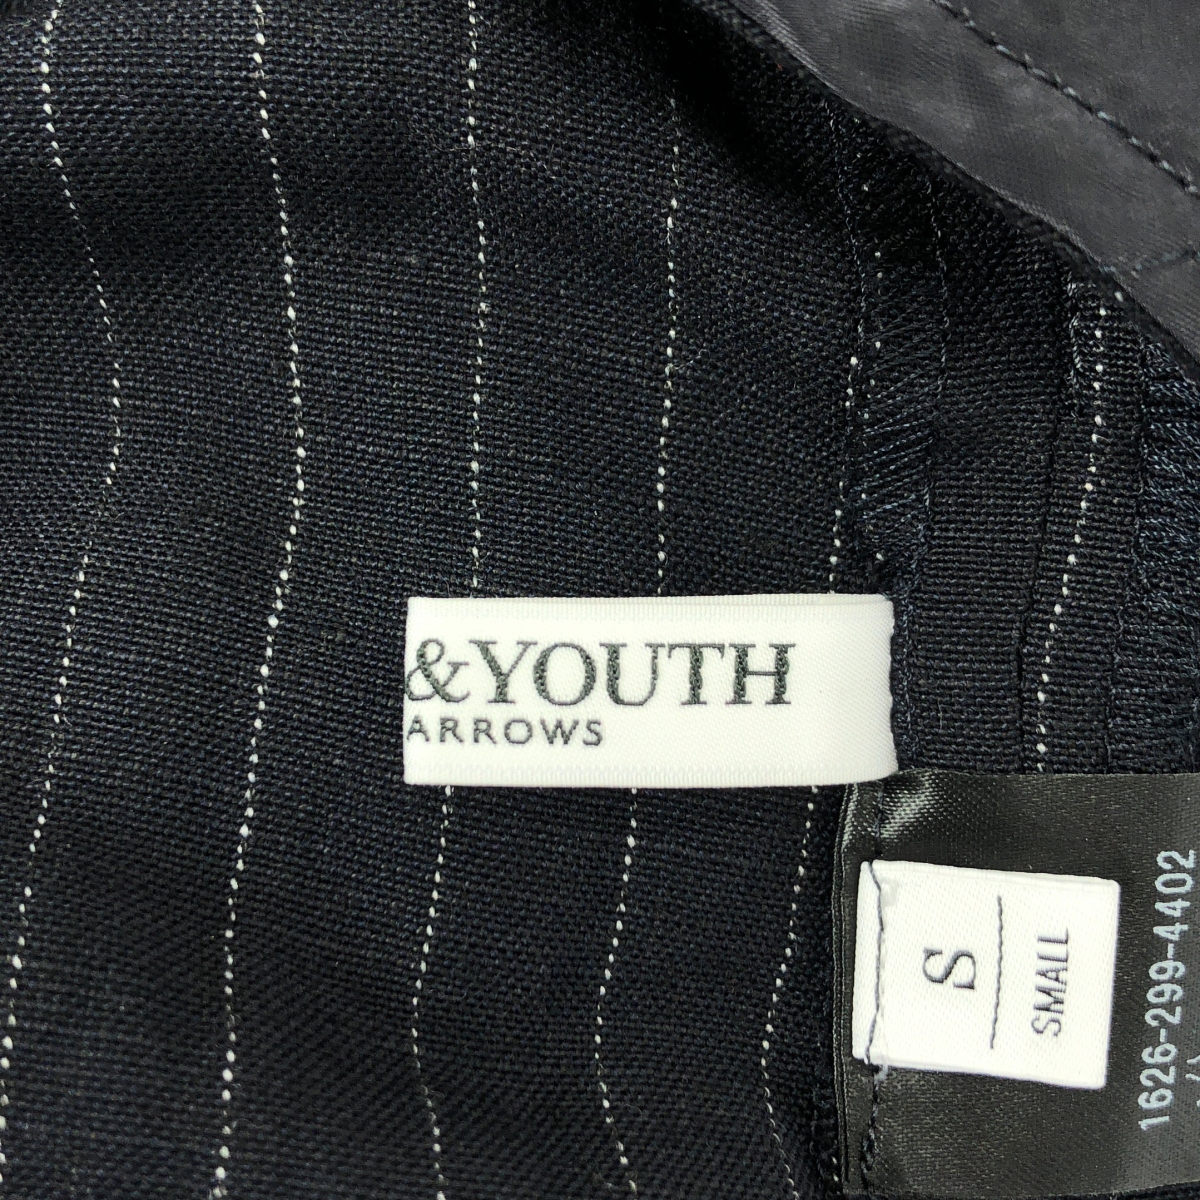 &YOUTH
ARROWS
S
SMALL
1626-299-4402